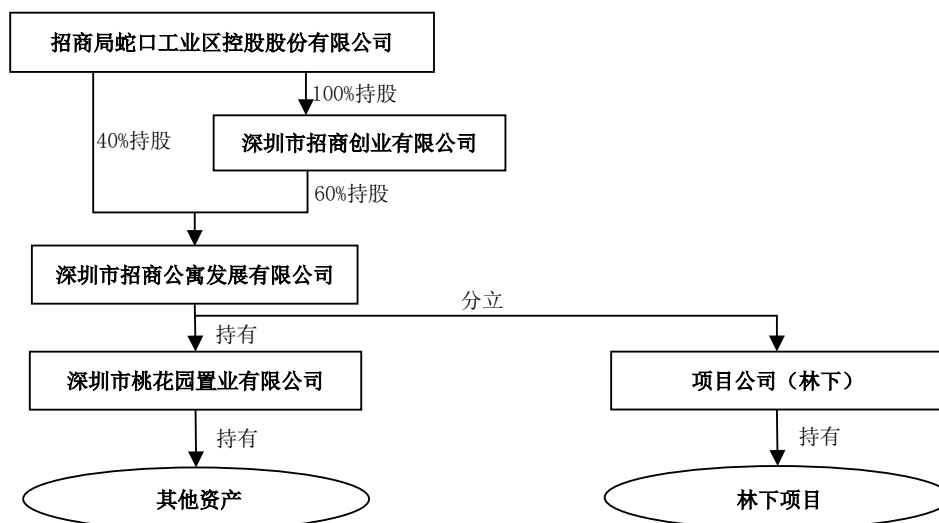 招商局蛇口工业区控股股份有限公司
100%持股
40%持股
深圳市招商创业有限公司
60%持股
深圳市招商公寓发展有限公司
分立
持有
深圳市桃花园置业有限公司
项目公司（林下）
持有
持有
其他资产
林下项目